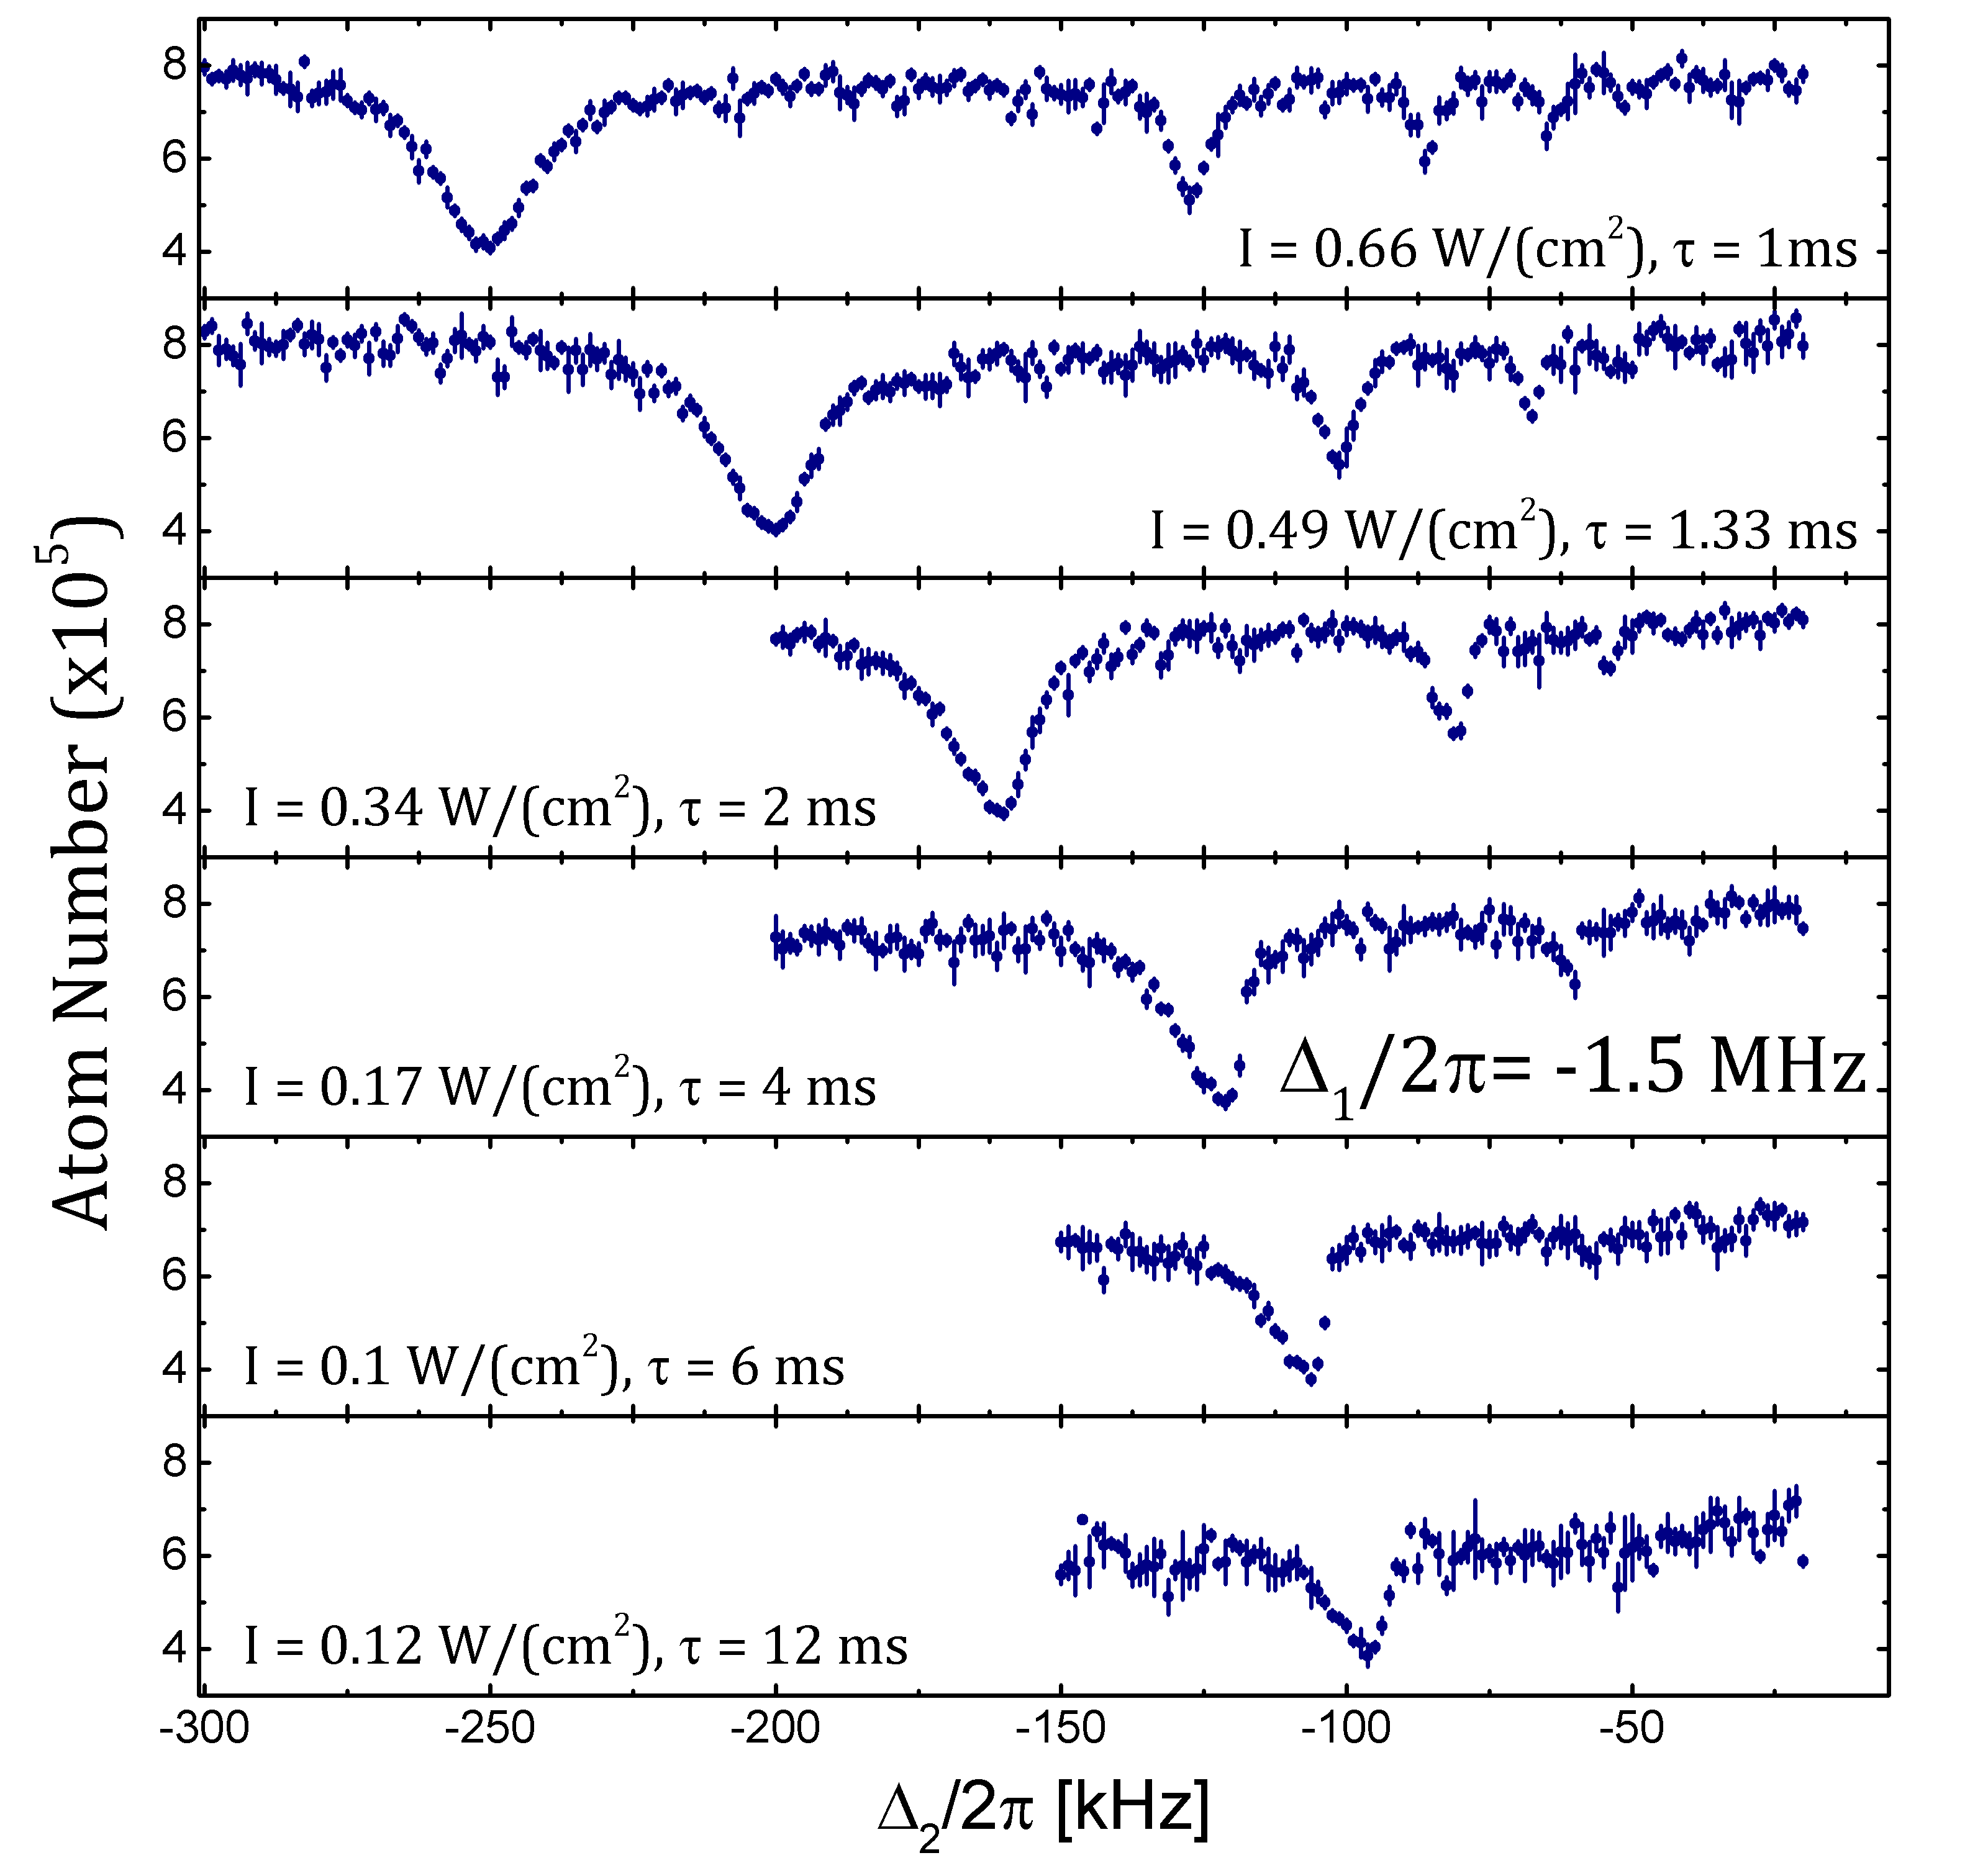 Atom Number (x10⁵)
8
6
4
I = 0.66 W/(cm²), τ = 1ms
8
6
4
I = 0.49 W/(cm²), τ = 1.33 ms
8
6
4
I = 0.34 W/(cm²), τ = 2 ms
8
6
4
I = 0.17 W/(cm²), τ = 4 ms
Δ₁/2π= -1.5 MHz
8
6
4
I = 0.1 W/(cm²), τ = 6 ms
8
6
4
I = 0.12 W/(cm²), τ = 12 ms
-300 -250 -200 -150 -100 -50
Δ₂/2π [kHz]